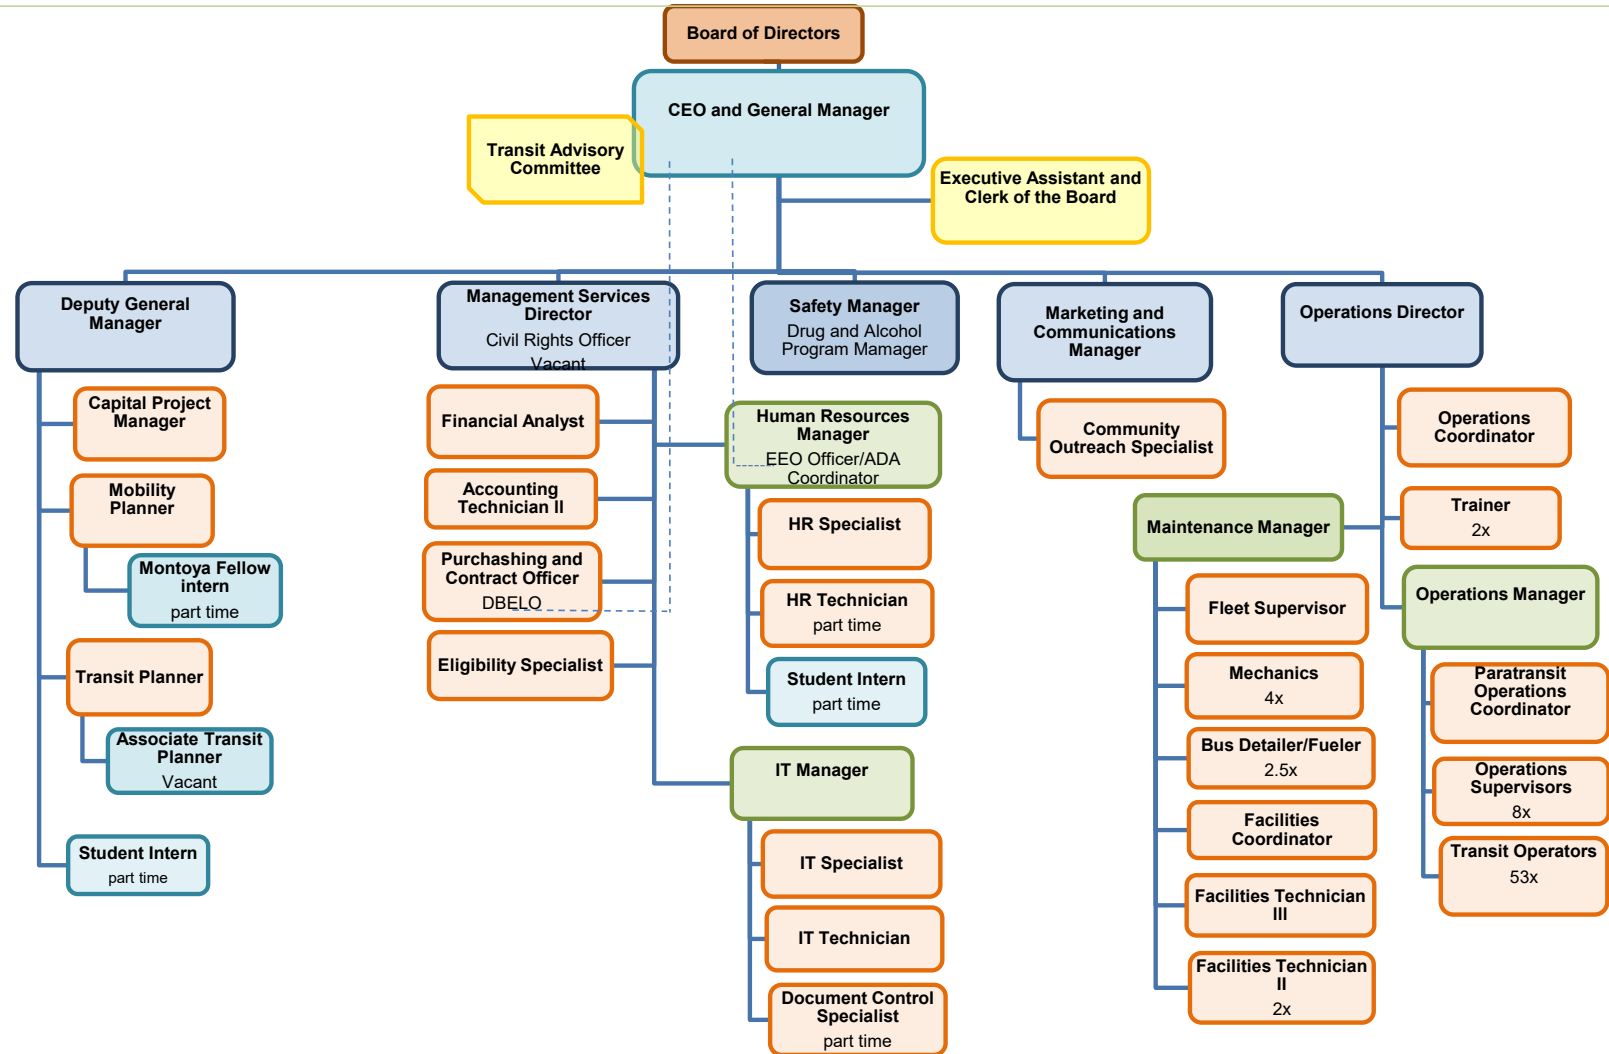 Board of Directors
CEO and General Manager
Transit Advisory
Committee
Executive Assistant and
Clerk of the Board
Deputy General
Manager
Capital Project
Manager
Mobility
Planner
Montoya Fellow
intern
part time
Transit Planner
Associate Transit
Planner
Vacant
Student Intern
part time
Management Services
Director
Civil Rights Officer
Vacant
Financial Analyst
Accounting
Technician II
Purchashing and
Contract Officer
DBELO
Eligibility Specialist
Safety Manager
Drug and Alcohol
Program Mamager
Human Resources
Manager
EEO Officer/ADA
Coordinator
HR Specialist
HR Technician
part time
Student Intern
part time
IT Manager
IT Specialist
IT Technician
Document Control
Specialist
part time
Marketing and
Communications
Manager
Community
Outreach Specialist
Operations Director
Operations
Coordinator
Trainer
2x
Maintenance Manager
Fleet Supervisor
Mechanics
4x
Bus Detailer/Fueler
2.5x
Facilities
Coordinator
Facilities Technician
III
Facilities Technician
II
2x
Operations Manager
Paratransit
Operations
Coordinator
Operations
Supervisors
8x
Transit Operators
53x